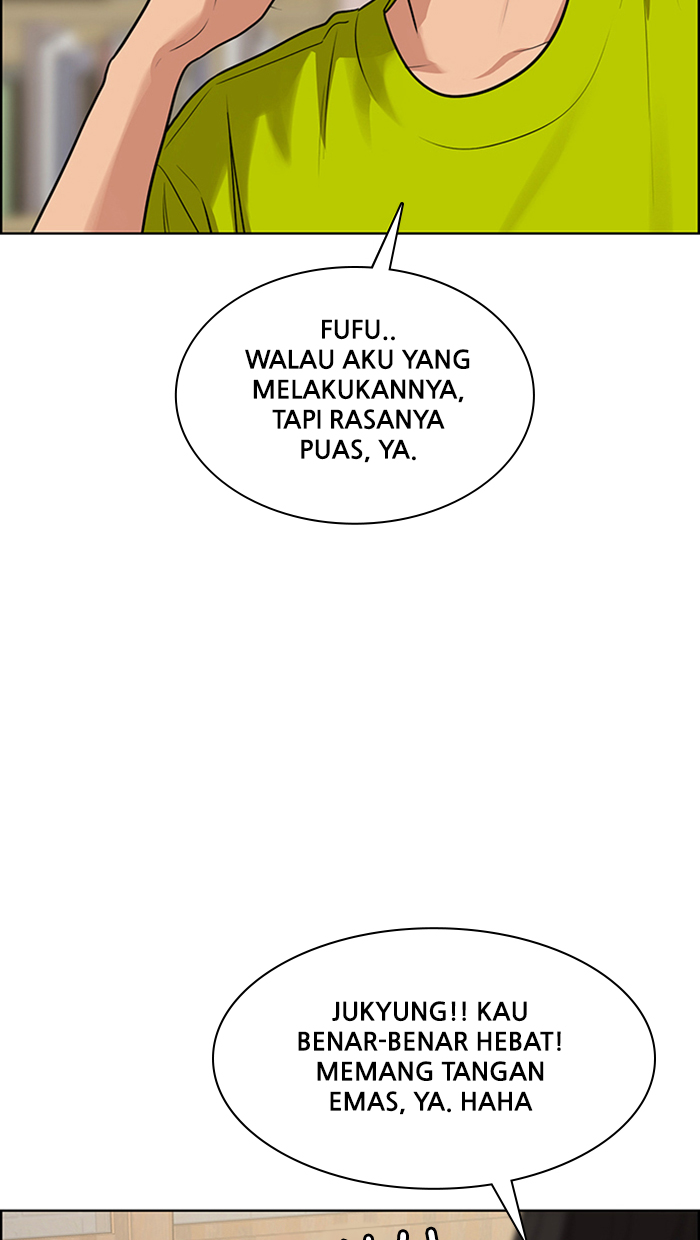 FUFU..
WALAU AKU YANG
MELAKUKANNYA,
TAPI RASANYA
PUAS, YA.
JUKYUNG!! KAU
BENAR-BENAR HEBAT!
MEMANG TANGAN
EMAS, YA. HAHA